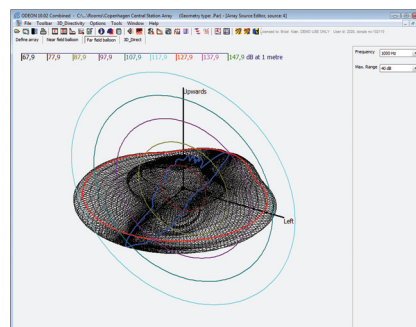 ODEON 10.02 Combined - C:\...\Rooms\Copenhagen Central Station Array (Geometry type: .Par) - [Array Source Editor, source: 4]
File Toolbar 3D_Directivity Options Tools Window Help
Define array Near field balloon Far field balloon 3D_Direct
67,9 77,9 87,9 97,9 107,9 117,9 127,9 137,9 147,9 dB at 1 metre
Frequency 1000 Hz
Max. Range 40 dB
Upwards
Left